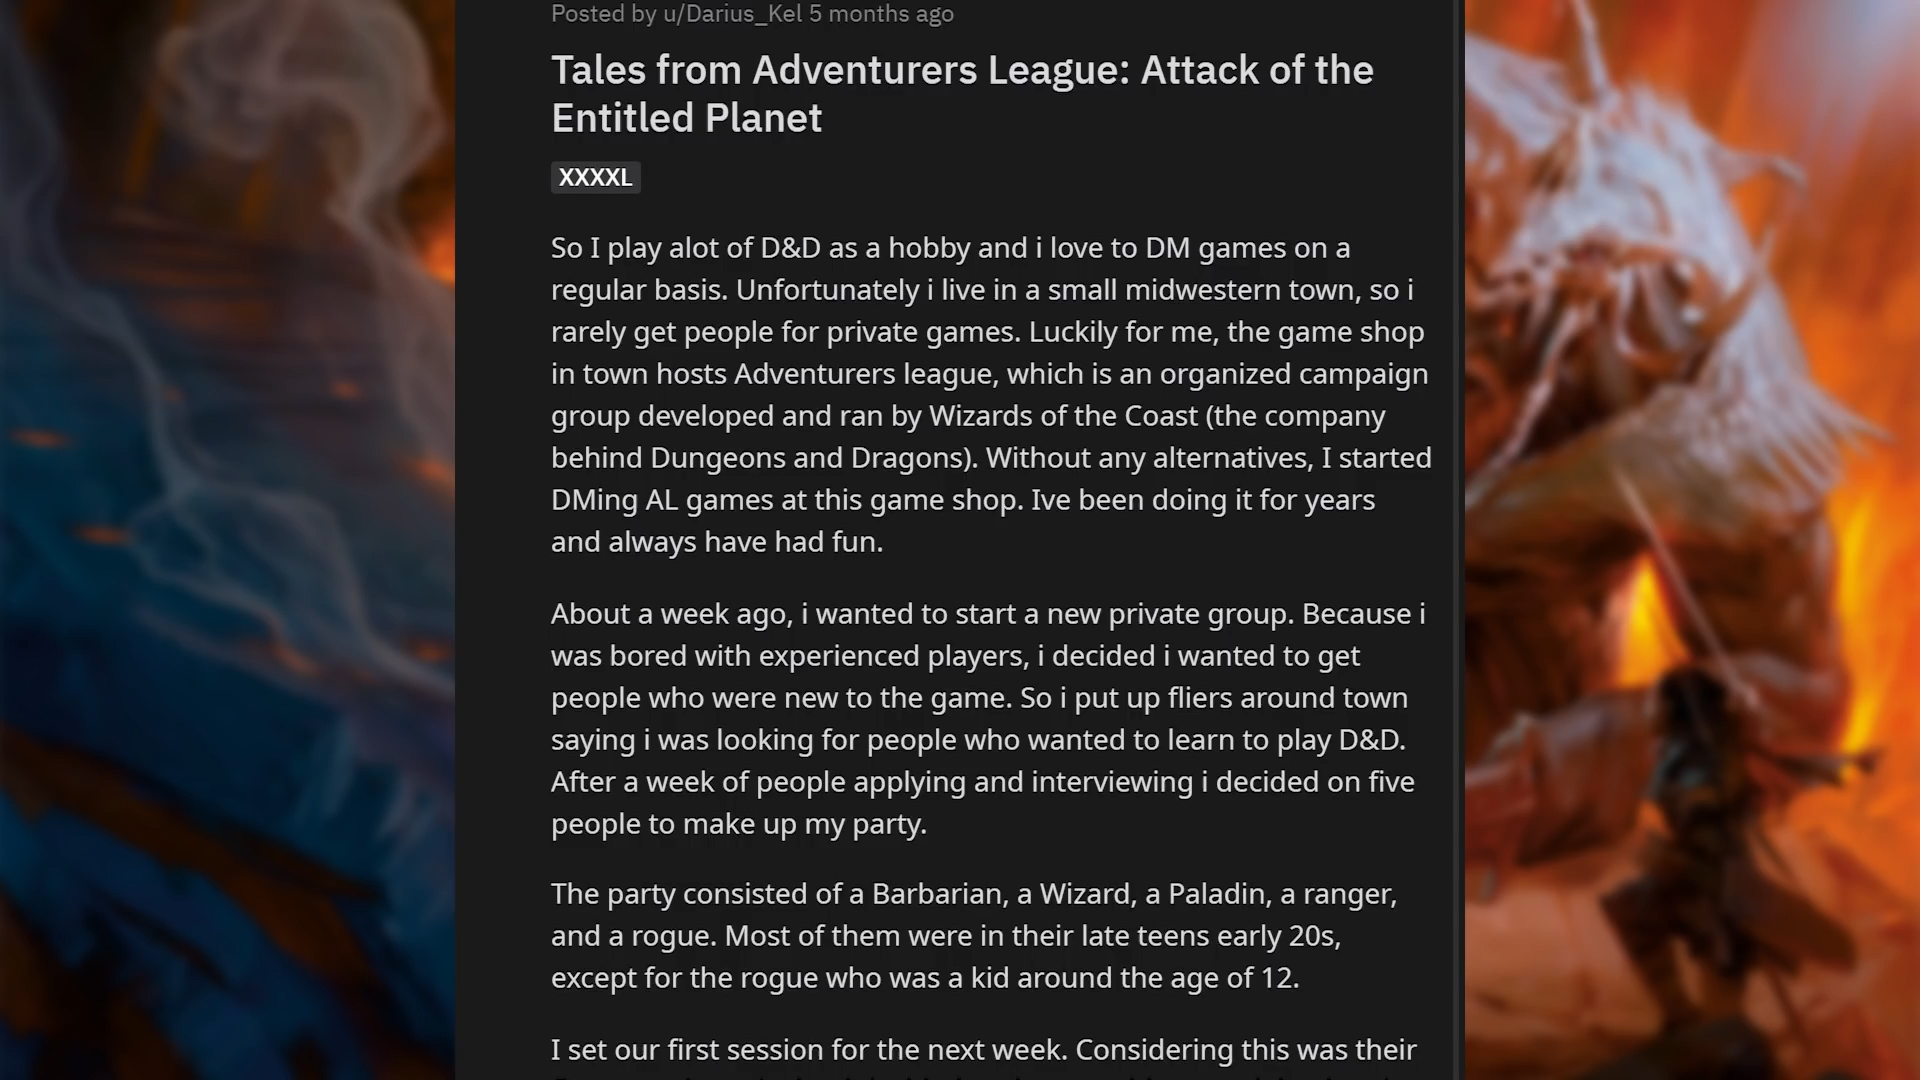 Posted by u/Darius_Kel 5 months ago
Tales from Adventurers League: Attack of the
Entitled Planet
XXXXL
So I play alot of D&D as a hobby and i love to DM games on a
regular basis. Unfortunately i live in a small midwestern town, so i
rarely get people for private games. Luckily for me, the game shop
in town hosts Adventurers league, which is an organized campaign
group developed and ran by Wizards of the Coast (the company
behind Dungeons and Dragons). Without any alternatives, I started
DMing AL games at this game shop. Ive been doing it for years
and always have had fun.
About a week ago, i wanted to start a new private group. Because i
was bored with experienced players, i decided i wanted to get
people who were new to the game. So i put up fliers around town
saying i was looking for people who wanted to learn to play D&D.
After a week of people applying and interviewing i decided on five
people to make up my party.
The party consisted of a Barbarian, a Wizard, a Paladin, a ranger,
and a rogue. Most of them were in their late teens early 20s,
except for the rogue who was a kid around the age of 12.
I set our first session for the next week. Considering this was their